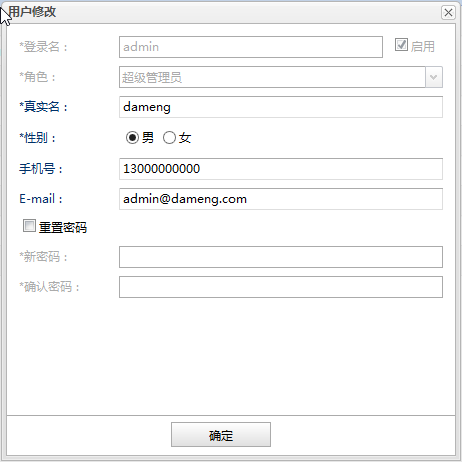 用户修改
*登录名： admin 启用
*角色： 超级管理员
*真实名： dameng
*性别： 男 女
手机号： 13000000000
E-mail： admin@dameng.com
重置密码
*新密码：
*确认密码：
确定